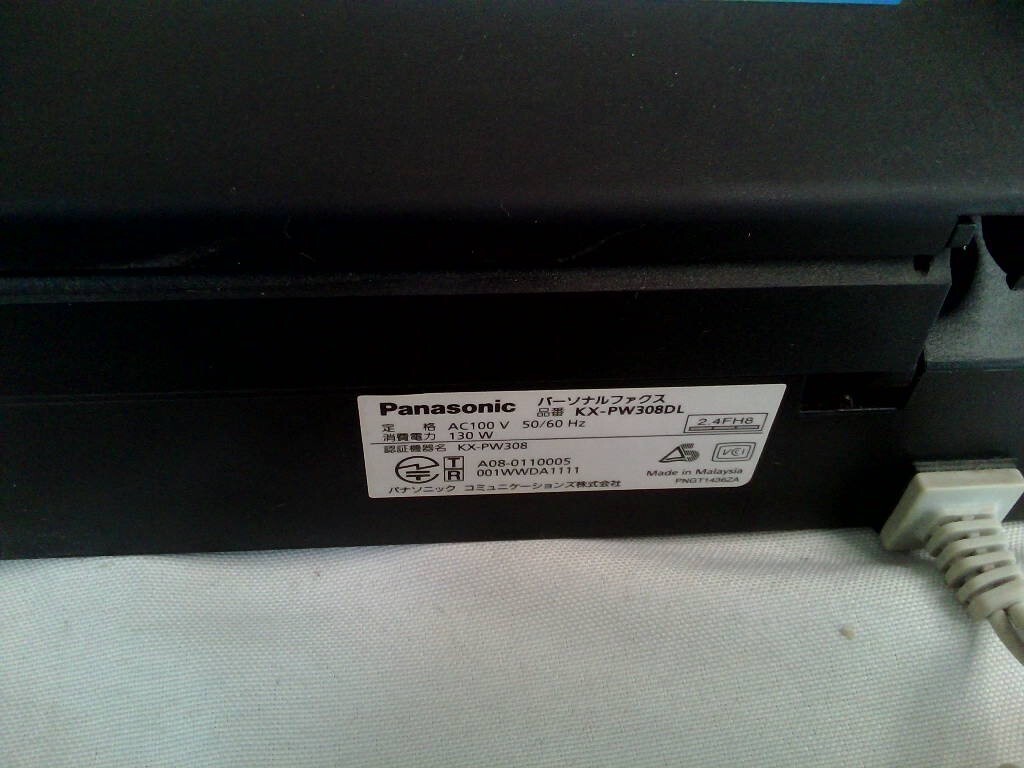 Panasonic パーソナルファクス
品番 KX-PW308DL
定 格 AC100 V 50/60 Hz
消費電力 130 W
2.4FH8
認証機器名 KX-PW308
T A08-0110005
R 001WWDA1111
VCI
Made in Malaysia
パナソニック コミュニケーションズ株式会社
PNGT1436ZA